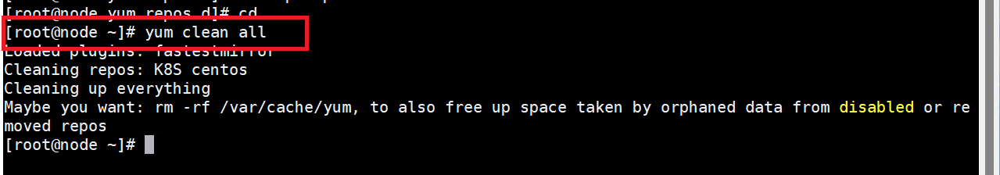 [root@node yum.repos.d]# cd
[root@node ~]# yum clean all
Loaded plugins: fastestmirror
Cleaning repos: K8S centos
Cleaning up everything
Maybe you want: rm -rf /var/cache/yum, to also free up space taken by orphaned data from disabled or re
moved repos
[root@node ~]#